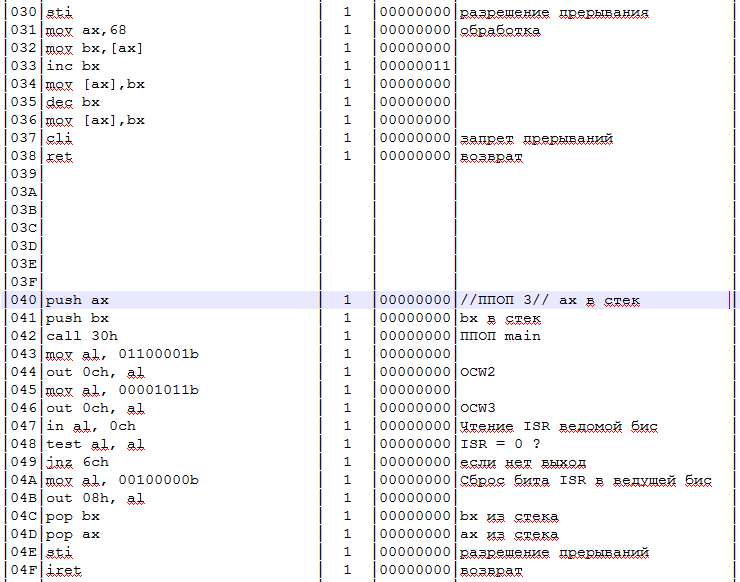 030|sti | 1 |00000000|разрешение прерывания
031|mov ax,68 | 1 |00000000|обработка
032|mov bx,[ax] | 1 |00000000|
033|inc bx | 1 |00000011|
034|mov [ax],bx | 1 |00000000|
035|dec bx | 1 |00000000|
036|mov [ax],bx | 1 |00000000|
037|cli | 1 |00000000|запрет прерываний
038|ret | 1 |00000000|возврат
039|
03A|
03B|
03C|
03D|
03E|
03F|
040|push ax | 1 |00000000|//ППОП 3// ax в стек
041|push bx | 1 |00000000|bx в стек
042|call 30h | 1 |00000000|ППОП main
043|mov al, 01100001b | 1 |00000000|
044|out 0ch, al | 1 |00000000|OCW2
045|mov al, 00001011b | 1 |00000000|
046|out 0ch, al | 1 |00000000|OCW3
047|in al, 0ch | 1 |00000000|Чтение ISR ведомой бис
048|test al, al | 1 |00000000|ISR = 0 ?
049|jnz 6ch | 1 |00000000|если нет выход
04A|mov al, 00100000b | 1 |00000000|Сброс бита ISR в ведущей бис
04B|out 08h, al | 1 |00000000|
04C|pop bx | 1 |00000000|bx из стека
04D|pop ax | 1 |00000000|ax из стека
04E|sti | 1 |00000000|разрешение прерываний
04F|iret | 1 |00000000|возврат